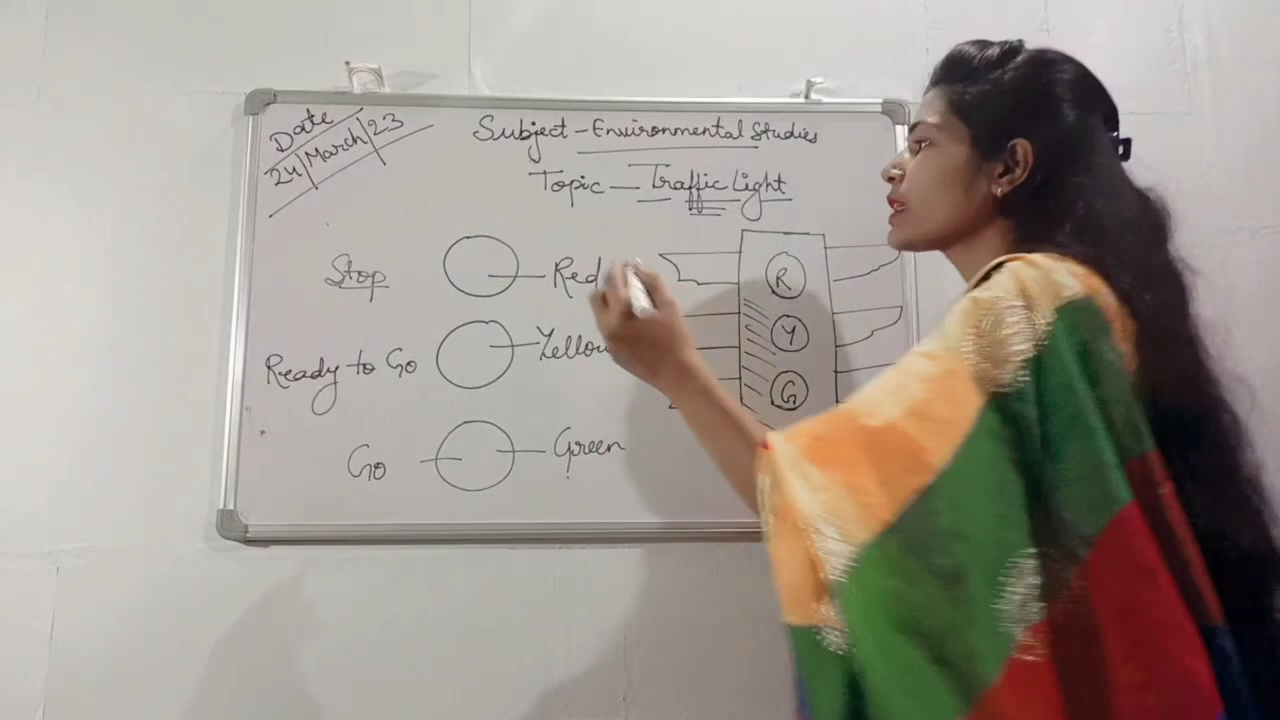 Date
24/March/23
Subject - Environmental Studies
Topic - Traffic Light
Stop
Red
R
Ready to Go
Yellow
Y
G
Go
Green